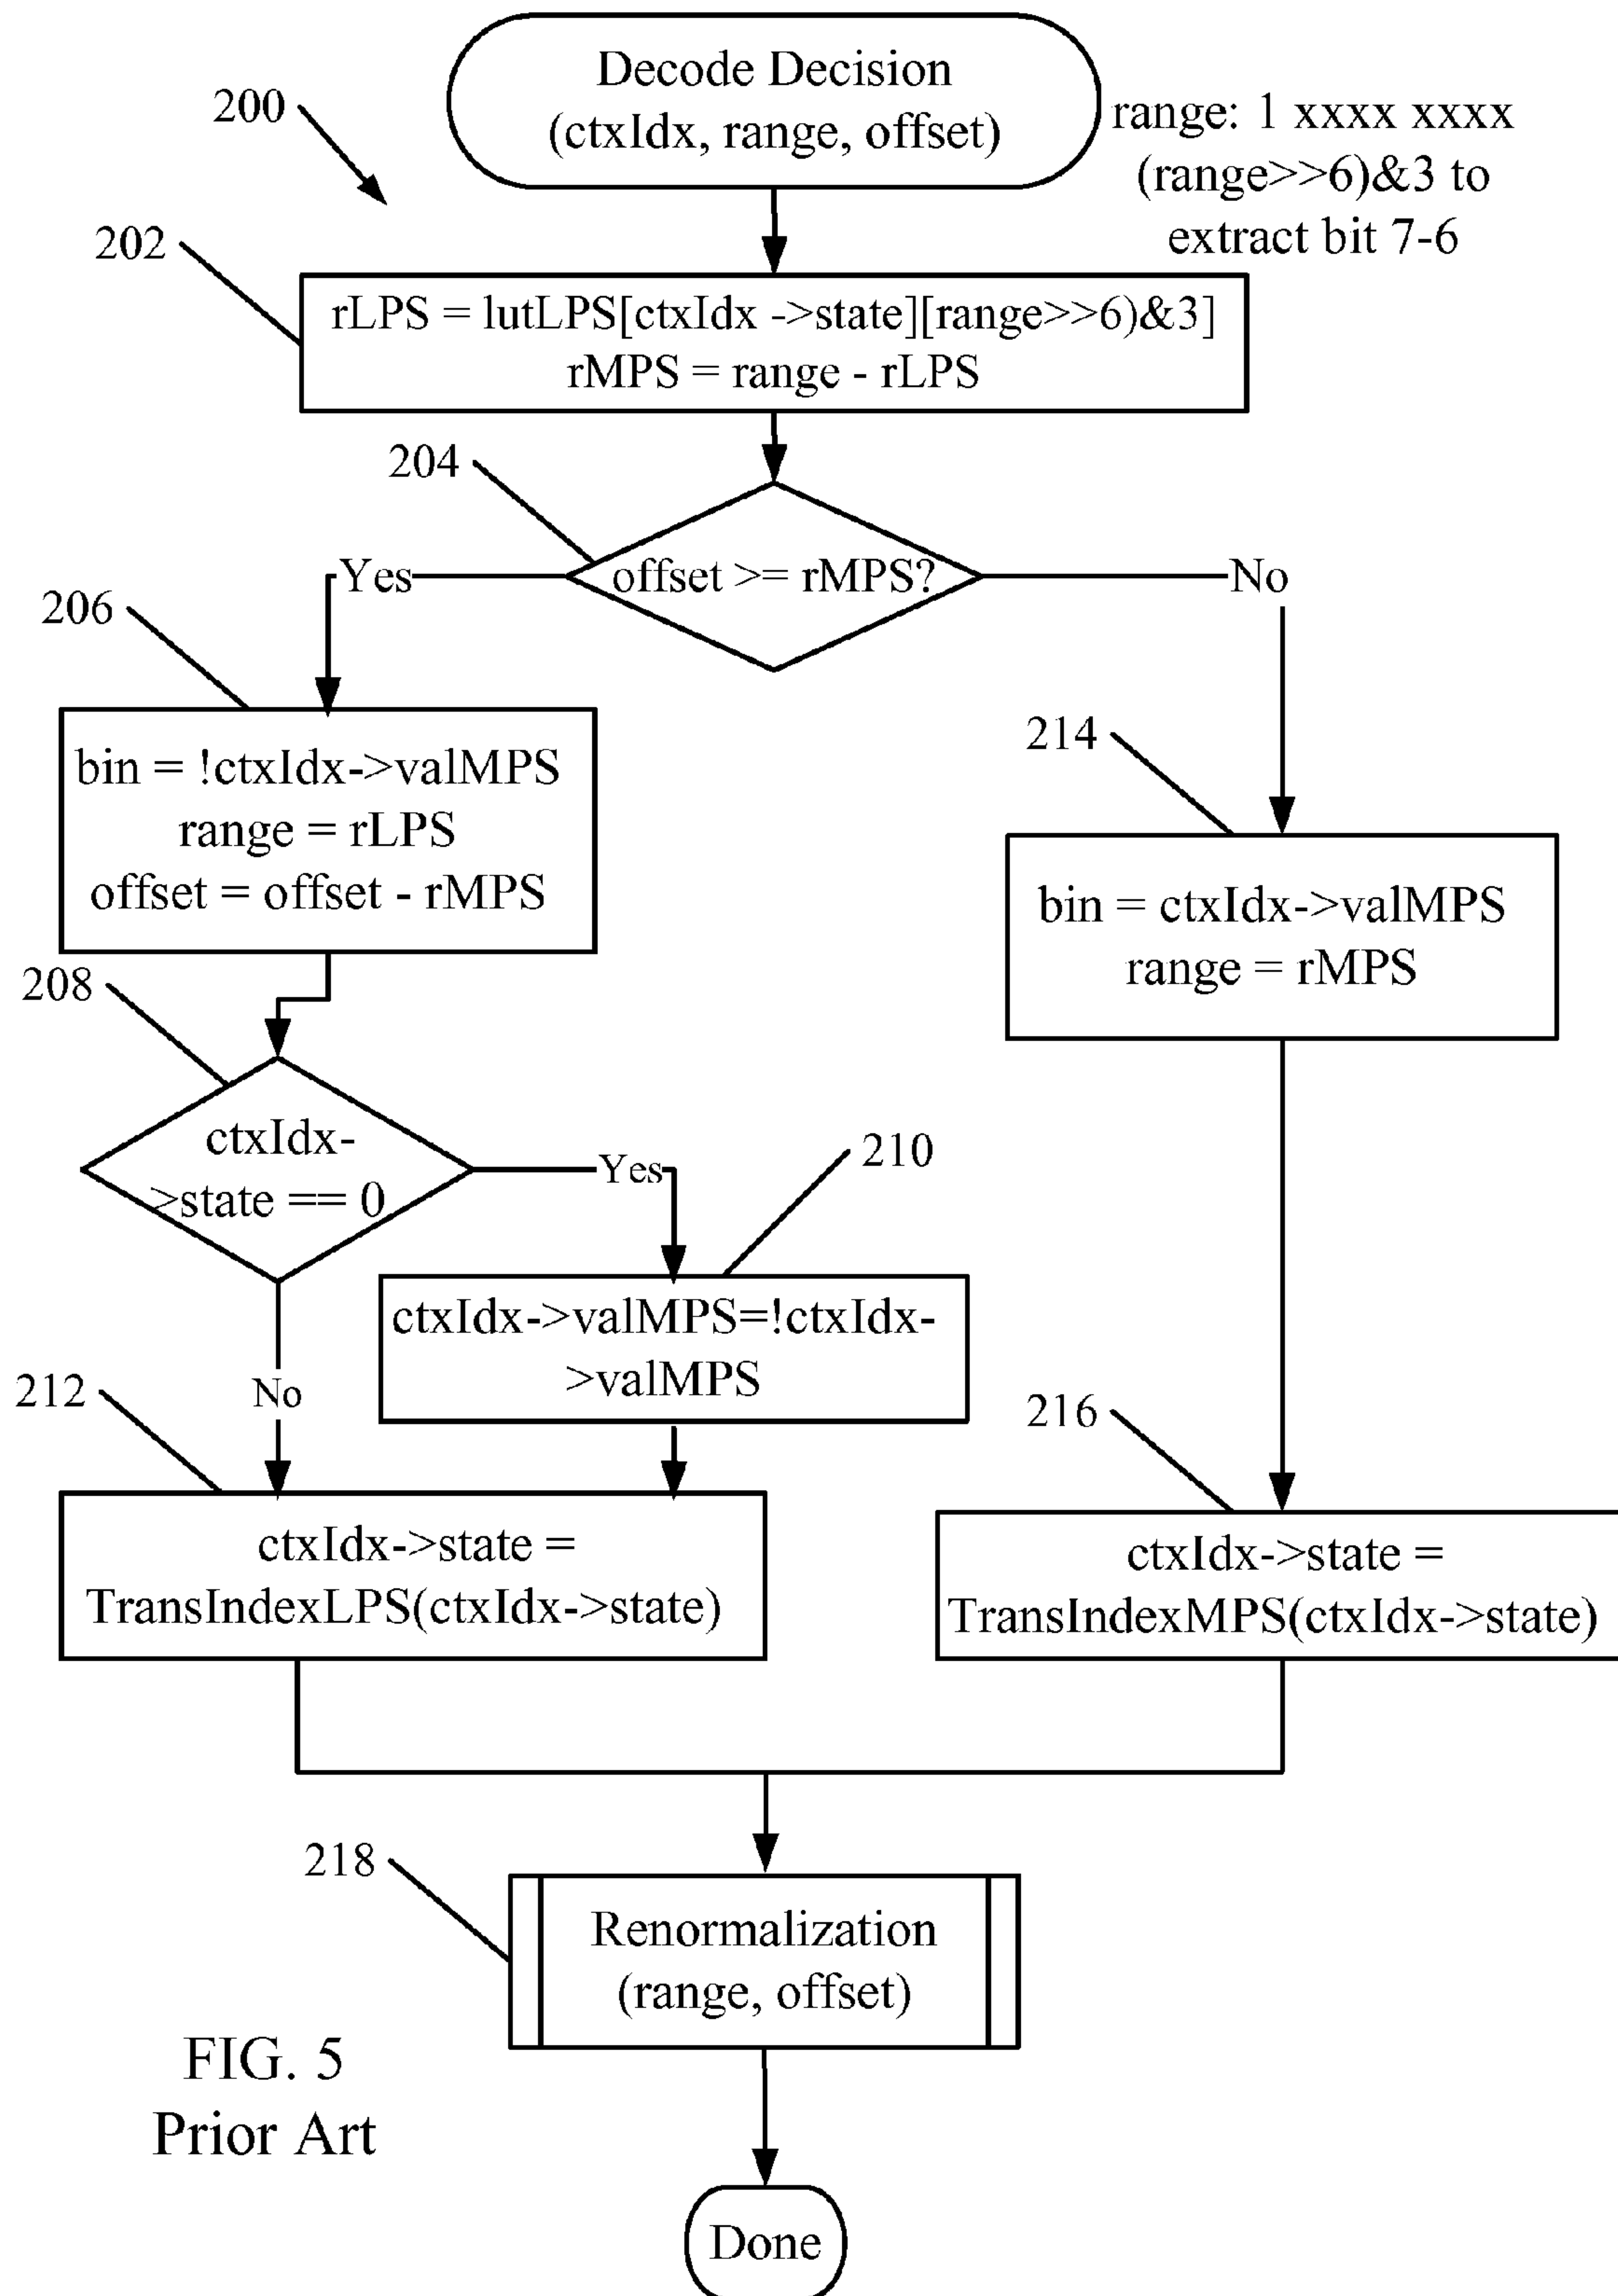 Decode Decision
(ctxIdx, range, offset)
200
range: 1 xxxx xxxx
(range>>6)&3 to
extract bit 7-6
202
rLPS = lutLPS[ctxIdx ->state][range>>6)&3]
rMPS = range - rLPS
204
offset >= rMPS?
Yes
No
206
bin = !ctxIdx->valMPS
range = rLPS
offset = offset - rMPS
214
bin = ctxIdx->valMPS
range = rMPS
208
ctxIdx-
>state == 0
Yes
210
ctxIdx->valMPS=!ctxIdx-
>valMPS
No
212
ctxIdx->state =
TransIndexLPS(ctxIdx->state)
216
ctxIdx->state =
TransIndexMPS(ctxIdx->state)
218
Renormalization
(range, offset)
FIG. 5
Prior Art
Done